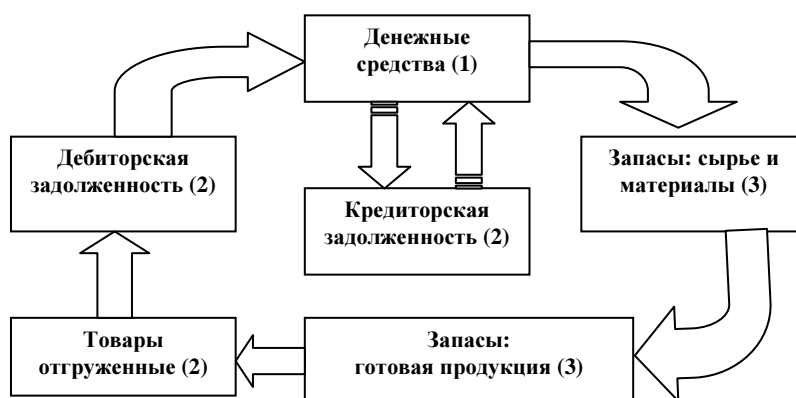 Денежные
средства (1)
Дебиторская
задолженность (2)
Запасы: сырье и
материалы (3)
Кредиторская
задолженность (2)
Товары
отгруженные (2)
Запасы:
готовая продукция (3)